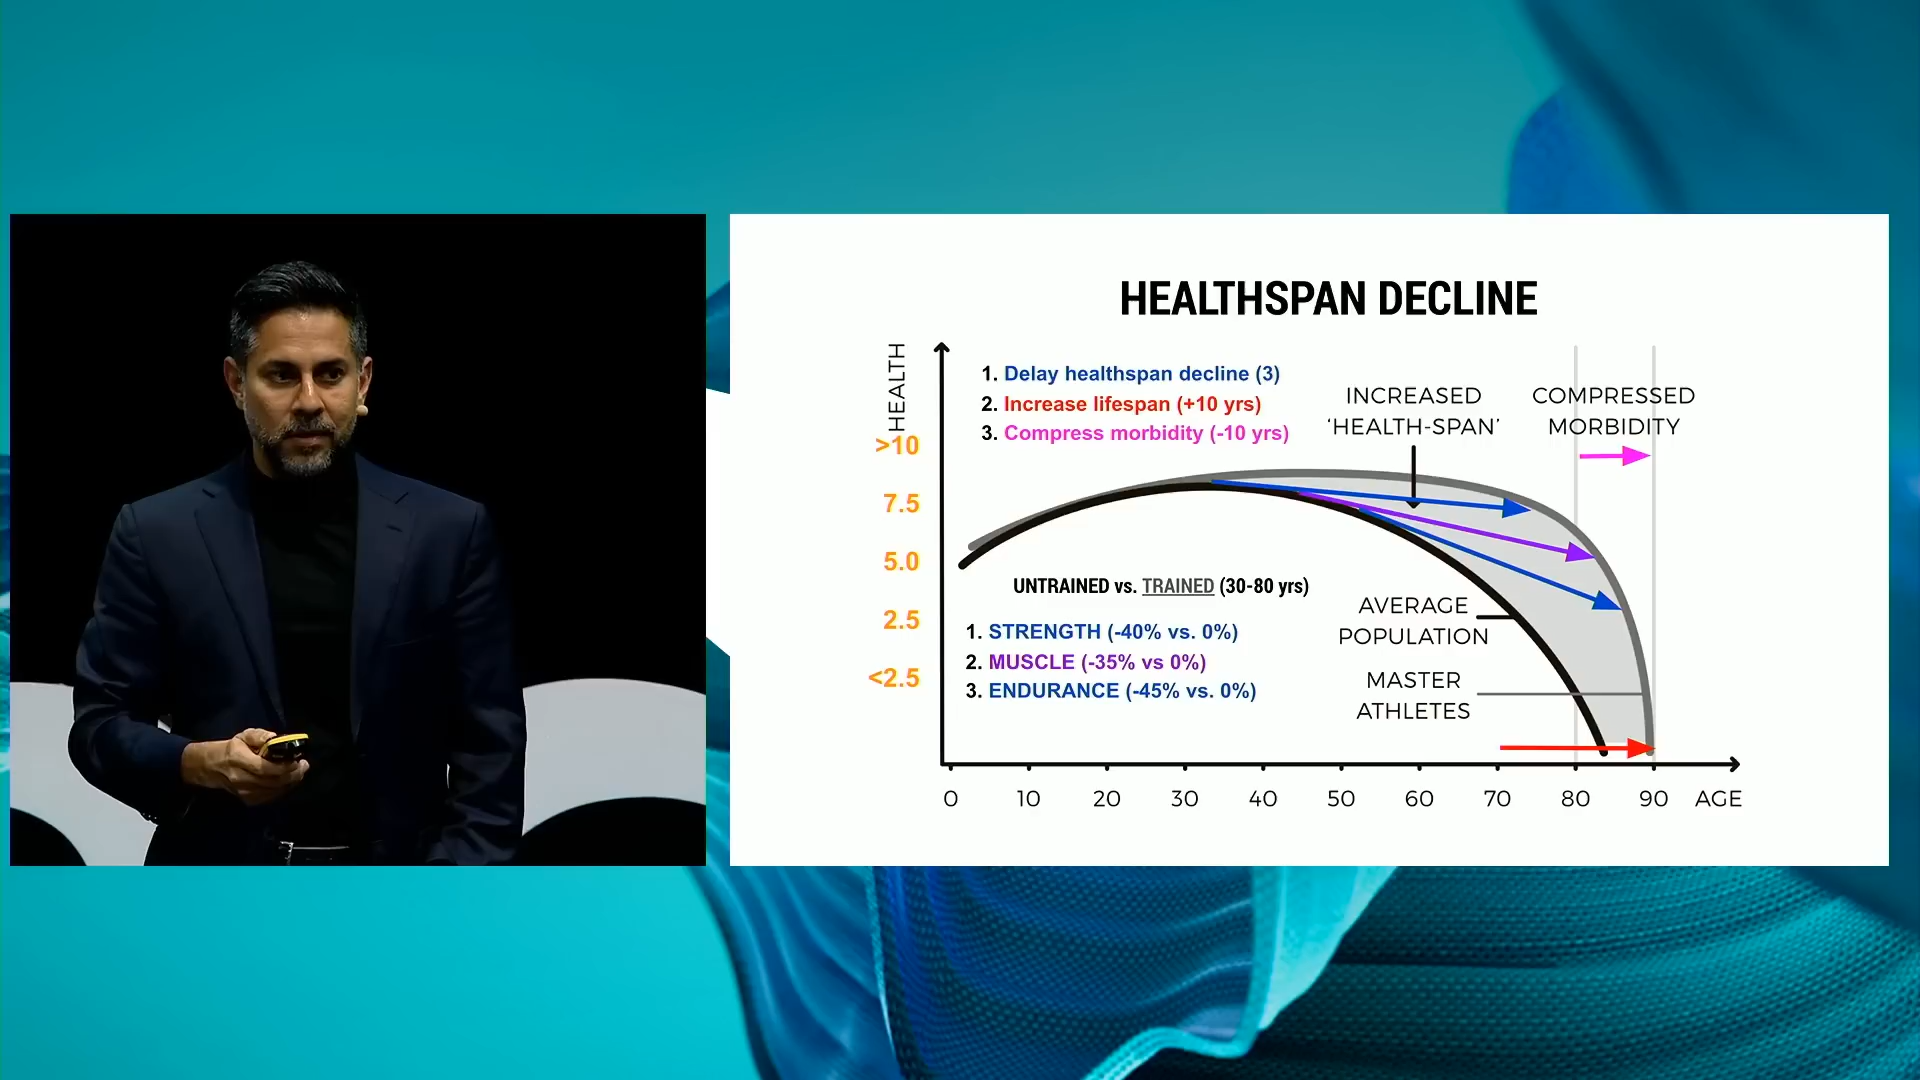 HEALTHSPAN DECLINE
HEALTH
1. Delay healthspan decline (3)
2. Increase lifespan (+10 yrs)
3. Compress morbidity (-10 yrs)
INCREASED
‘HEALTH-SPAN’
COMPRESSED
MORBIDITY
>10
7.5
5.0
2.5
<2.5
UNTRAINED vs. TRAINED (30-80 yrs)
1. STRENGTH (-40% vs. 0%)
2. MUSCLE (-35% vs 0%)
3. ENDURANCE (-45% vs. 0%)
AVERAGE
POPULATION
MASTER
ATHLETES
0 10 20 30 40 50 60 70 80 90 AGE